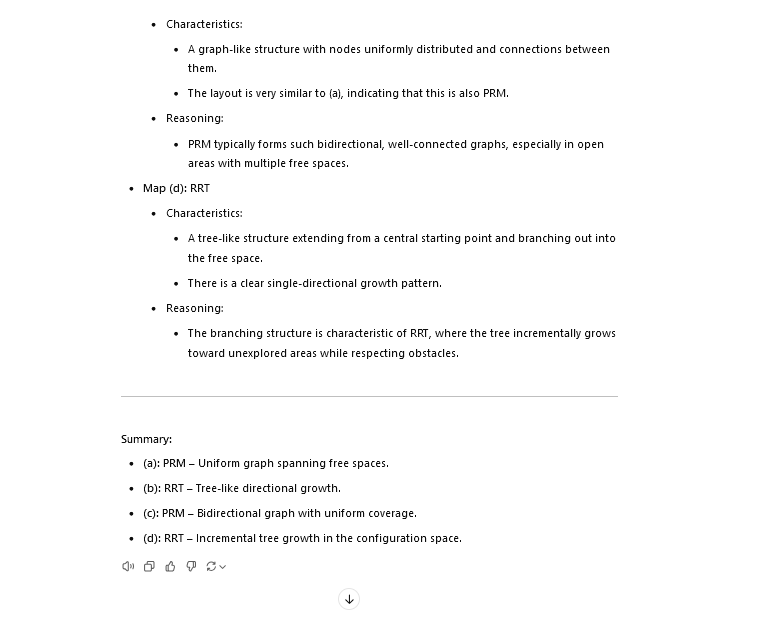 Characteristics:
A graph-like structure with nodes uniformly distributed and connections between
them.
The layout is very similar to (a), indicating that this is also PRM.
Reasoning:
PRM typically forms such bidirectional, well-connected graphs, especially in open
areas with multiple free spaces.
Map (d): RRT
Characteristics:
A tree-like structure extending from a central starting point and branching out into
the free space.
There is a clear single-directional growth pattern.
Reasoning:
The branching structure is characteristic of RRT, where the tree incrementally grows
toward unexplored areas while respecting obstacles.
Summary:
(a): PRM – Uniform graph spanning free spaces.
(b): RRT – Tree-like directional growth.
(c): PRM – Bidirectional graph with uniform coverage.
(d): RRT – Incremental tree growth in the configuration space.